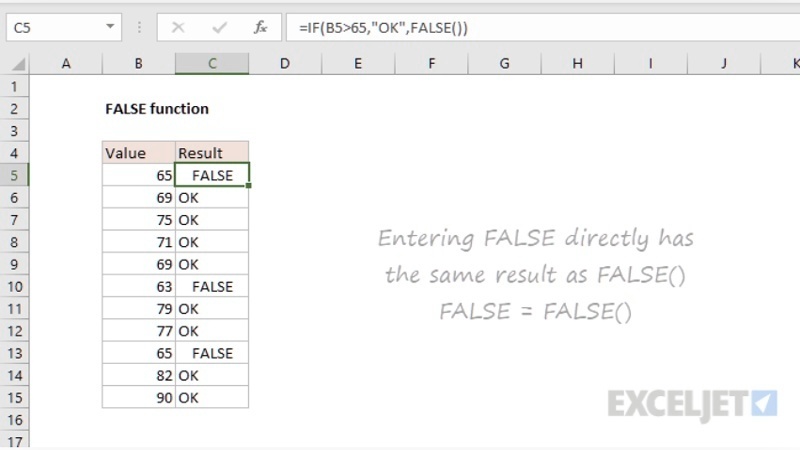 C5 fx =IF(B5>65,"OK",FALSE())
A B C D E F G H I J K
1
2 FALSE function
3
4 Value Result
5 65 FALSE
6 69 OK
7 75 OK
8 71 OK
Entering FALSE directly has
the same result as FALSE()
FALSE = FALSE()
9 69 OK
10 63 FALSE
11 79 OK
12 77 OK
13 65 FALSE
14 82 OK
15 90 OK
EXCELJET
16
17